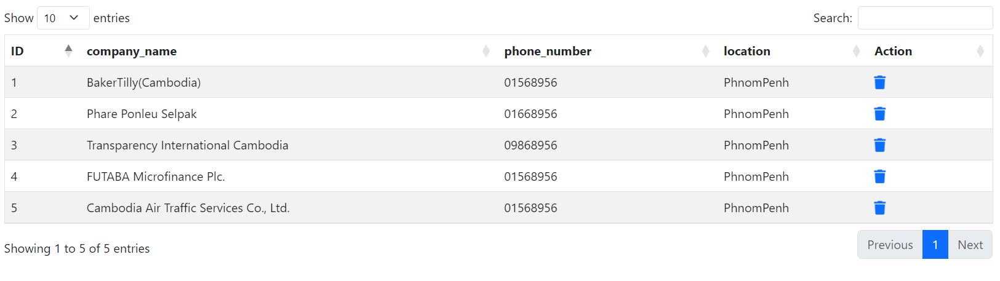 Show 10 entries Search:
ID company_name phone_number location Action
1 BakerTilly(Cambodia) 01568956 PhnomPenh
2 Phare Ponleu Selpak 01668956 PhnomPenh
3 Transparency International Cambodia 09868956 PhnomPenh
4 FUTABA Microfinance Plc. 01568956 PhnomPenh
5 Cambodia Air Traffic Services Co., Ltd. 01568956 PhnomPenh
Showing 1 to 5 of 5 entries Previous 1 Next